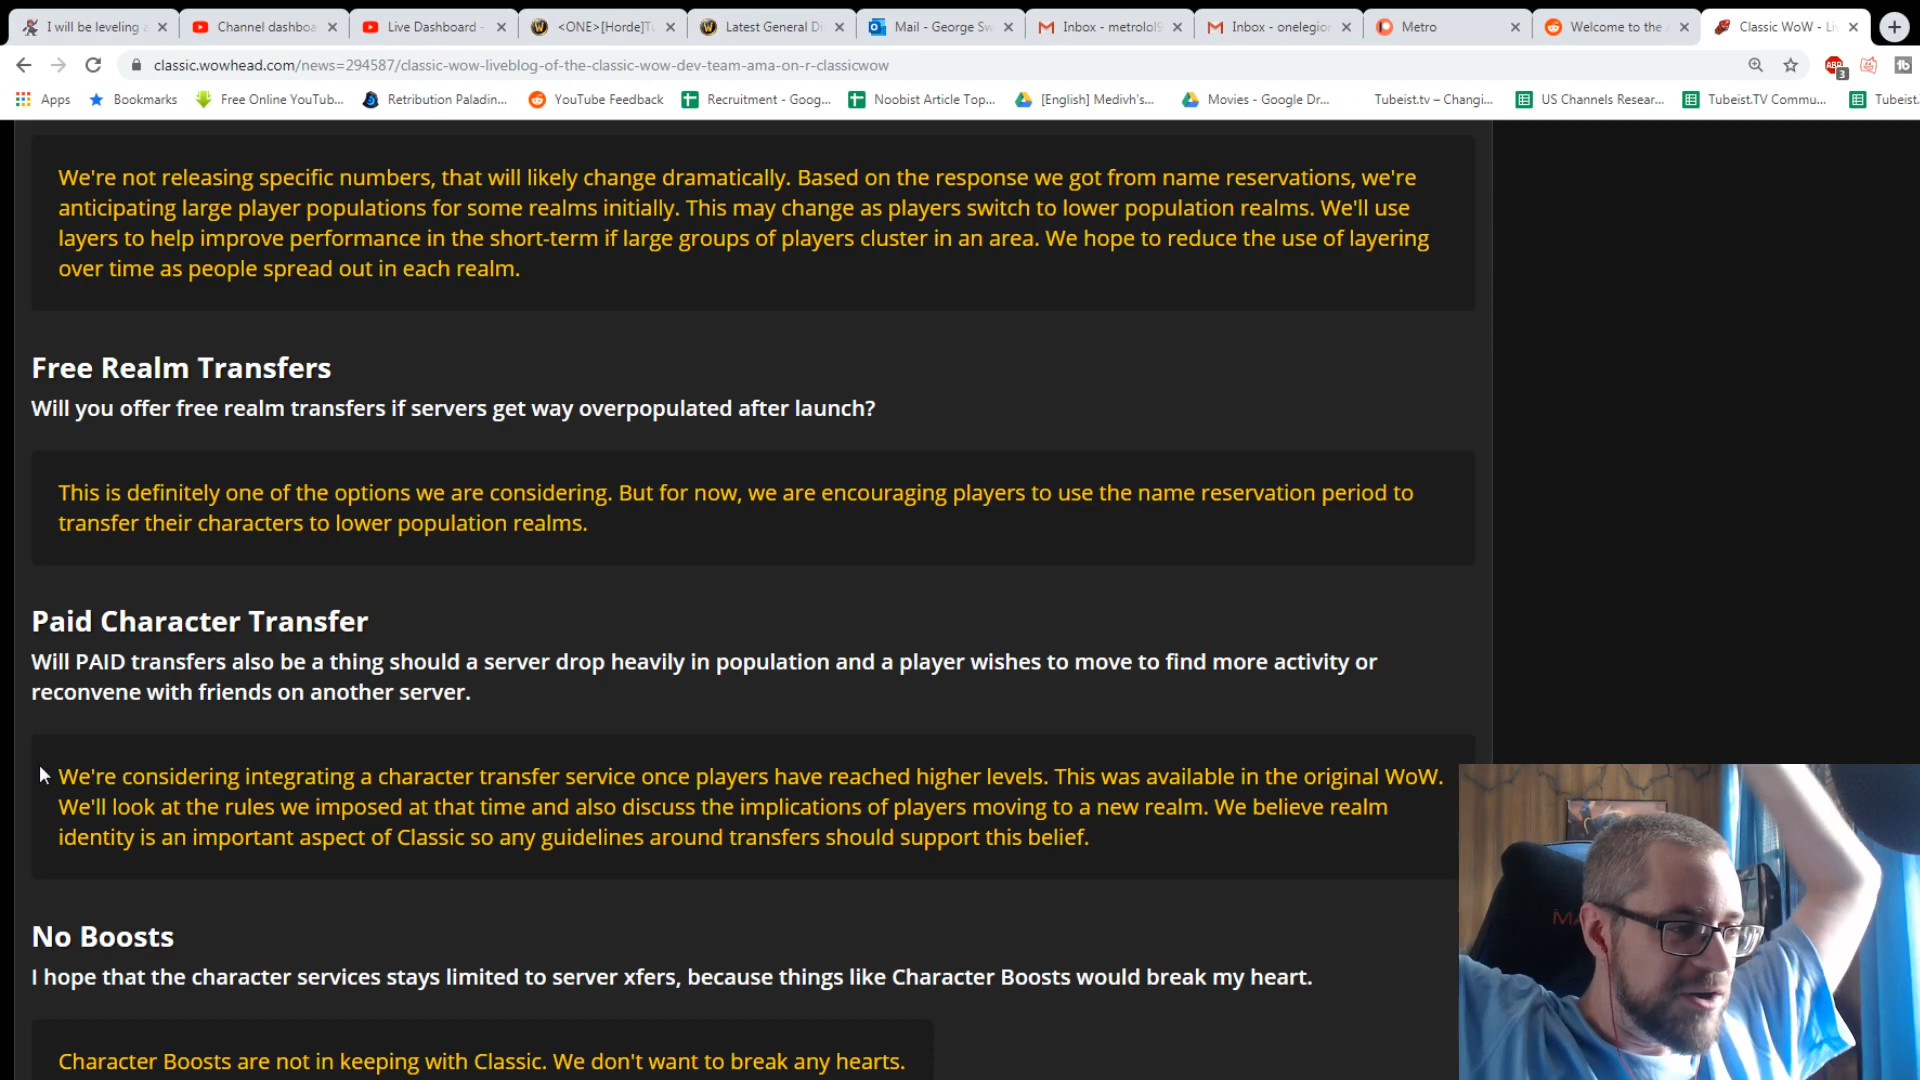 I will be leveling a
Channel dashboa
Live Dashboard -
<ONE>[Horde]Tu
Latest General Di
Mail - George Sw
Inbox - metrolol9
Inbox - onelegion
Metro
Welcome to the A
Classic WoW - Li
classic.wowhead.com/news=294587/classic-wow-liveblog-of-the-classic-wow-dev-team-ama-on-r-classicwow
ABP
3
Apps
Bookmarks
Free Online YouTub...
Retribution Paladin...
YouTube Feedback
Recruitment - Goog...
Noobist Article Top...
[English] Medivh's...
Movies - Google Dr...
Tubeist.tv – Changi...
US Channels Resear...
Tubeist.TV Commu...
Tubeist.
We're not releasing specific numbers, that will likely change dramatically. Based on the response we got from name reservations, we're
anticipating large player populations for some realms initially. This may change as players switch to lower population realms. We'll use
layers to help improve performance in the short-term if large groups of players cluster in an area. We hope to reduce the use of layering
over time as people spread out in each realm.
Free Realm Transfers
Will you offer free realm transfers if servers get way overpopulated after launch?
This is definitely one of the options we are considering. But for now, we are encouraging players to use the name reservation period to
transfer their characters to lower population realms.
Paid Character Transfer
Will PAID transfers also be a thing should a server drop heavily in population and a player wishes to move to find more activity or
reconvene with friends on another server.
We're considering integrating a character transfer service once players have reached higher levels. This was available in the original WoW.
We'll look at the rules we imposed at that time and also discuss the implications of players moving to a new realm. We believe realm
identity is an important aspect of Classic so any guidelines around transfers should support this belief.
No Boosts
I hope that the character services stays limited to server xfers, because things like Character Boosts would break my heart.
Character Boosts are not in keeping with Classic. We don't want to break any hearts.